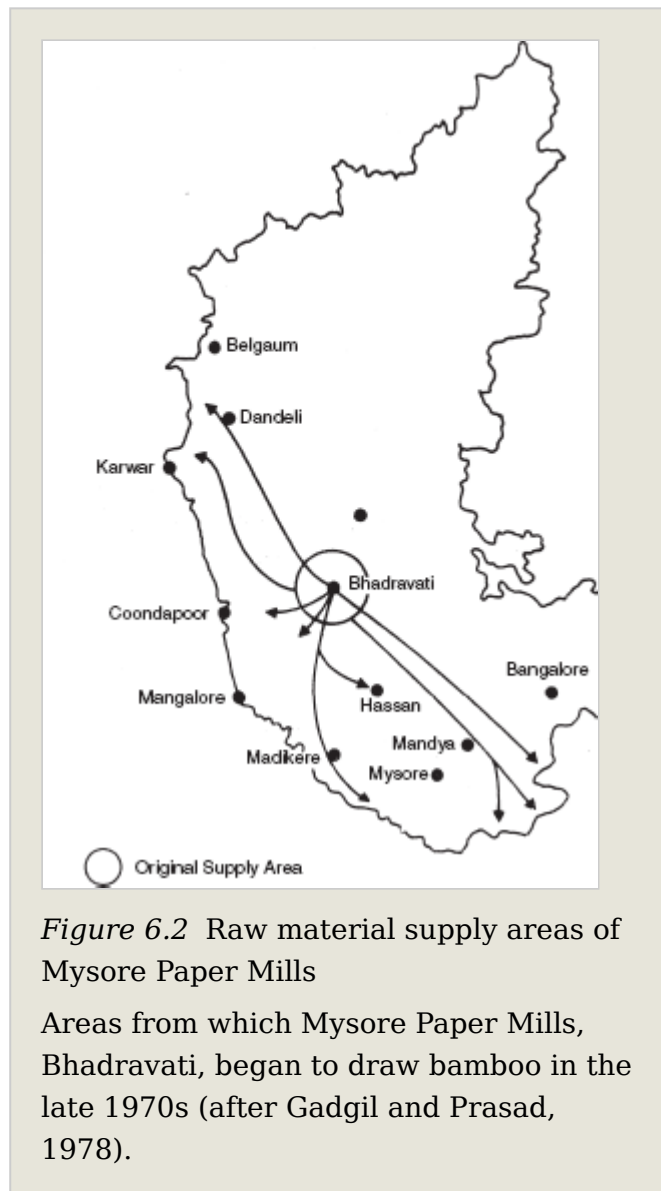 Belgaum
Dandeli
Karwar
Bhadravati
Coondapoor
Bangalore
Mangalore
Hassan
Mandya
Madikere
Mysore
Original Supply Area
Figure 6.2 Raw material supply areas of
Mysore Paper Mills
Areas from which Mysore Paper Mills,
Bhadravati, began to draw bamboo in the
late 1970s (after Gadgil and Prasad,
1978).